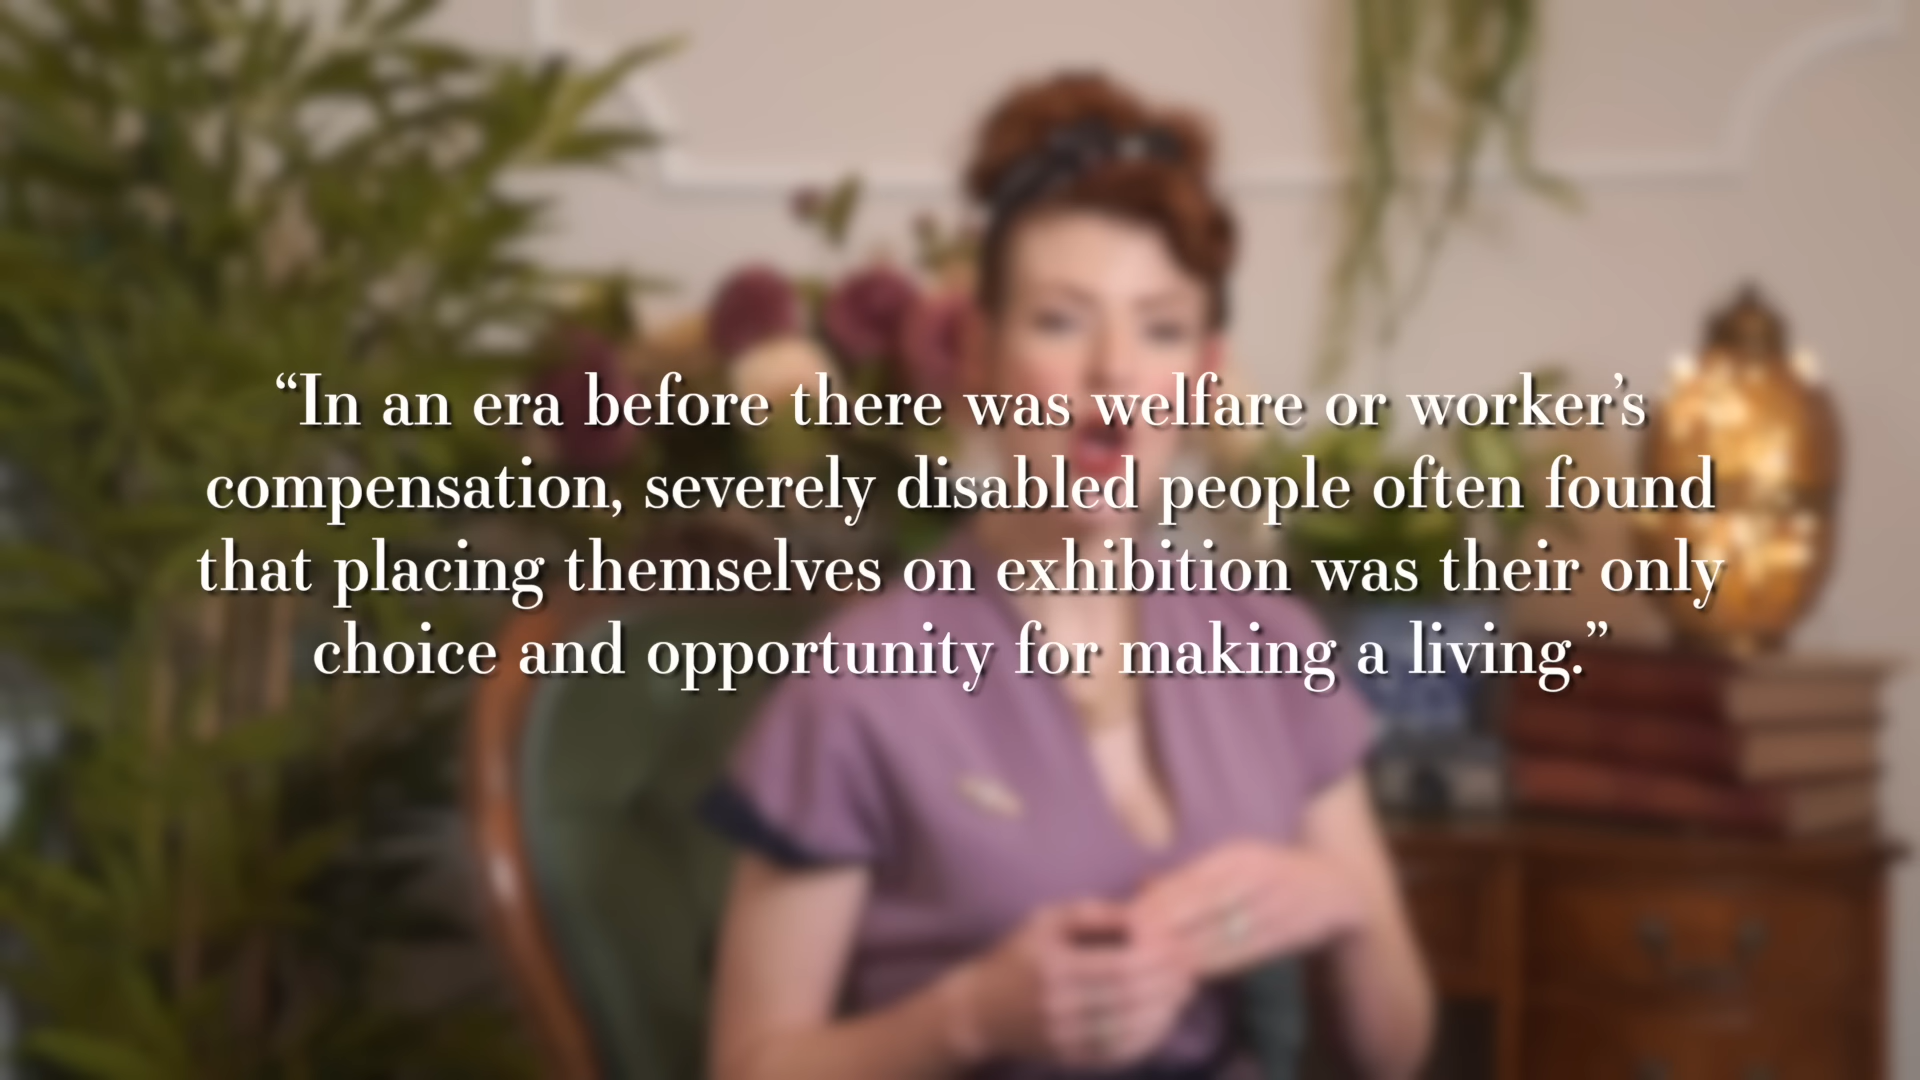 “In an era before there was welfare or worker’s
compensation, severely disabled people often found
that placing themselves on exhibition was their only
choice and opportunity for making a living.”